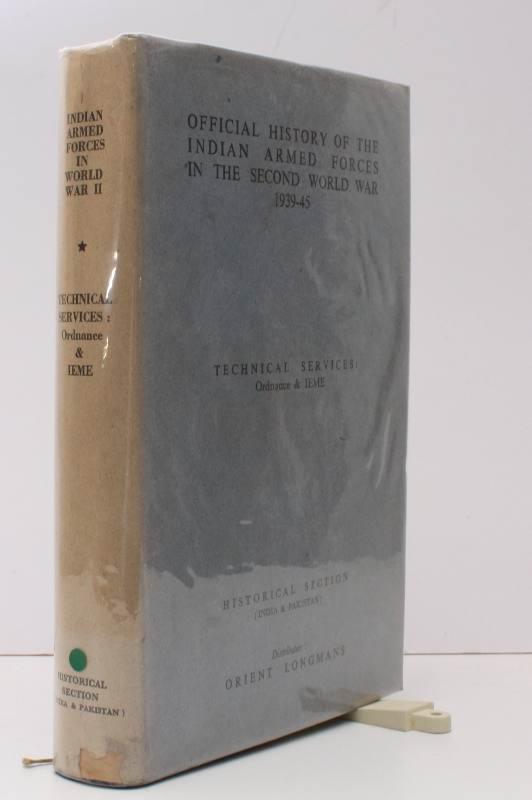 INDIAN
ARMED
FORCES
IN
WORLD
WAR II
TECHNICAL
SERVICES :
Ordnance
&
IEME
HISTORICAL
SECTION
(INDIA & PAKISTAN)
OFFICIAL HISTORY OF THE
INDIAN ARMED FORCES
IN THE SECOND WORLD WAR
1939-45
TECHNICAL SERVICES:
Ordnance & IEME
HISTORICAL SECTION
(INDIA & PAKISTAN)
Distributor
ORIENT LONGMANS